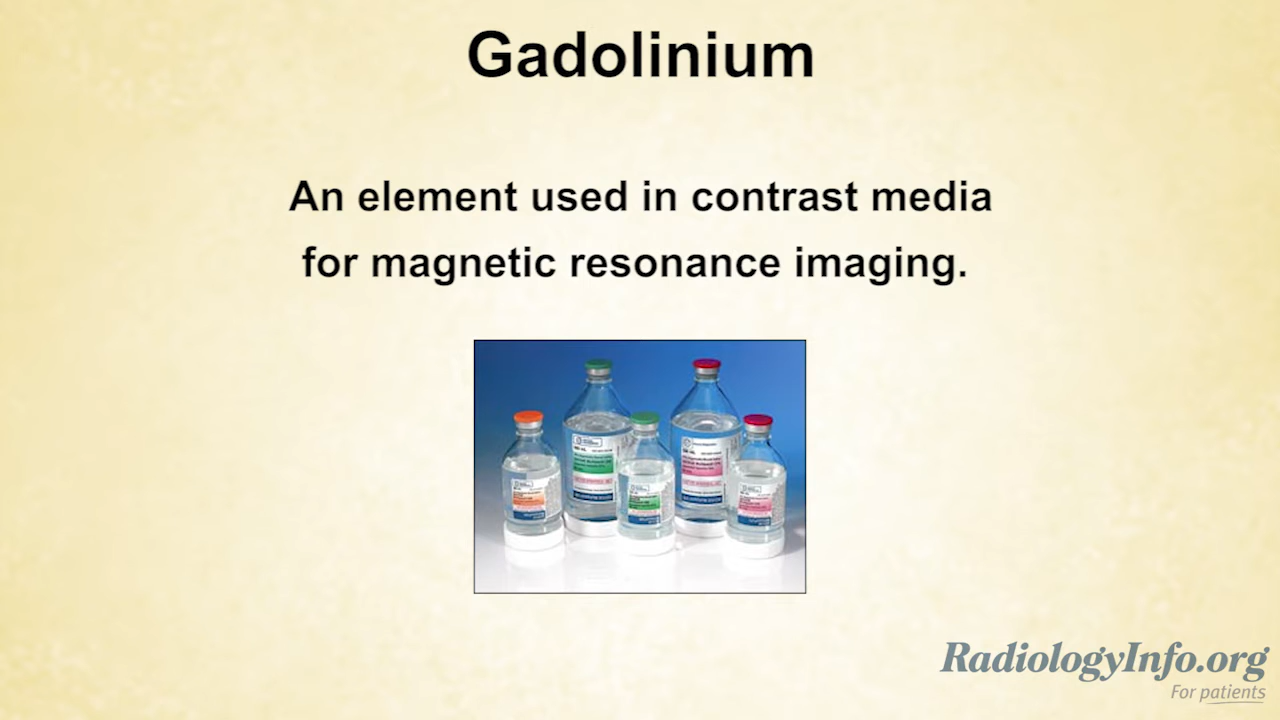 Gadolinium
An element used in contrast media
for magnetic resonance imaging.
RadiologyInfo.org
For patients